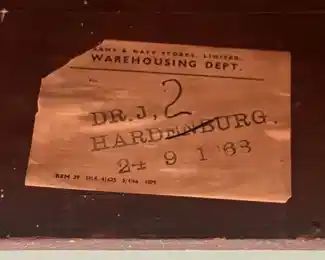 ARMY & NAVY STORES, LIMITED.
WAREHOUSING DEPT.
2
DR. J.
HARDENBURG.
24 9 1'63